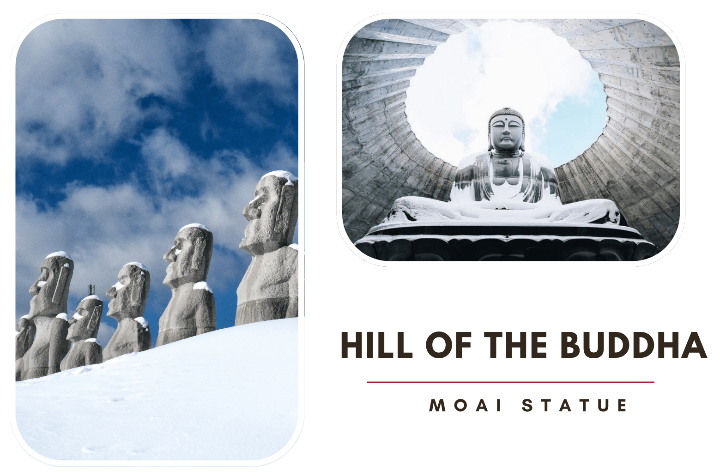 HILL OF THE BUDDHA
MOAI STATUE